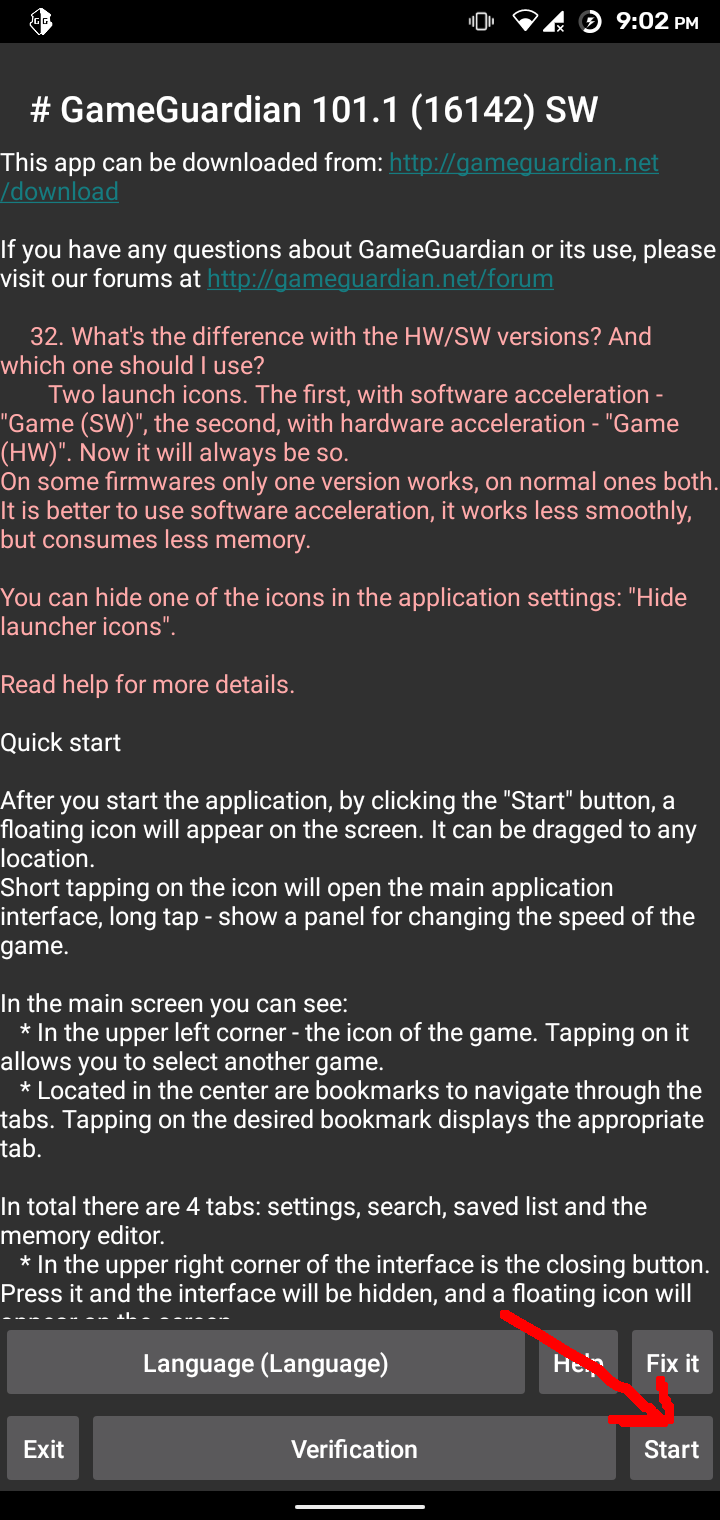 9:02 PM
# GameGuardian 101.1 (16142) SW
This app can be downloaded from: http://gameguardian.net
/download
If you have any questions about GameGuardian or its use, please
visit our forums at http://gameguardian.net/forum
32. What's the difference with the HW/SW versions? And
which one should I use?
Two launch icons. The first, with software acceleration -
"Game (SW)", the second, with hardware acceleration - "Game
(HW)". Now it will always be so.
On some firmwares only one version works, on normal ones both.
It is better to use software acceleration, it works less smoothly,
but consumes less memory.
You can hide one of the icons in the application settings: "Hide
launcher icons".
Read help for more details.
Quick start
After you start the application, by clicking the "Start" button, a
floating icon will appear on the screen. It can be dragged to any
location.
Short tapping on the icon will open the main application
interface, long tap - show a panel for changing the speed of the
game.
In the main screen you can see:
* In the upper left corner - the icon of the game. Tapping on it
allows you to select another game.
* Located in the center are bookmarks to navigate through the
tabs. Tapping on the desired bookmark displays the appropriate
tab.
In total there are 4 tabs: settings, search, saved list and the
memory editor.
* In the upper right corner of the interface is the closing button.
Press it and the interface will be hidden, and a floating icon will
appear on the screen.
Language (Language) Help Fix it
Exit Verification Start